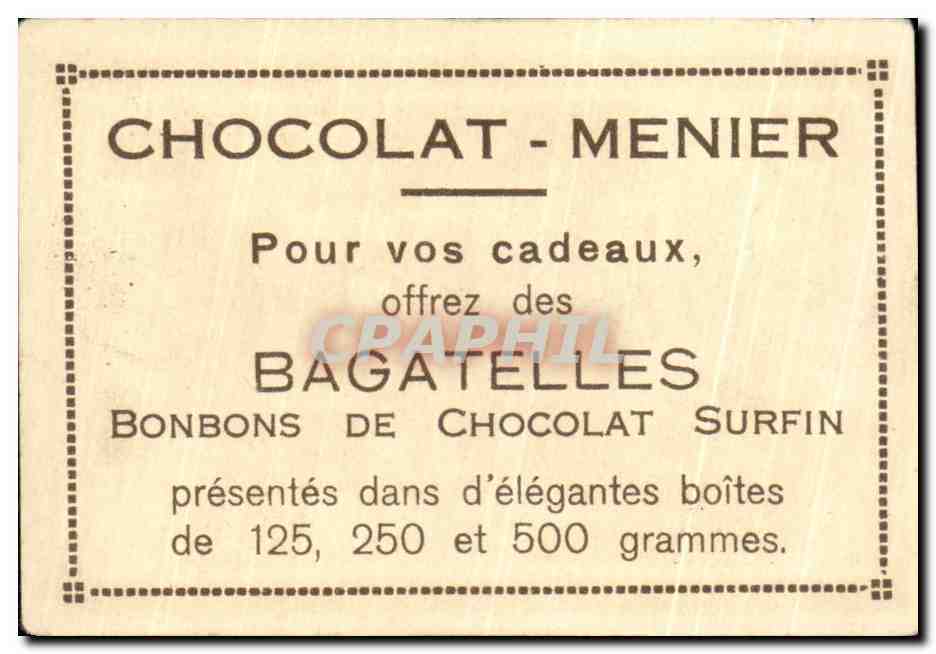 CHOCOLAT - MENIER
Pour vos cadeaux,
offrez des
CPAPHIL
BAGATELLES
BONBONS DE CHOCOLAT SURFIN
présentés dans d'élégantes boîtes
de 125, 250 et 500 grammes.